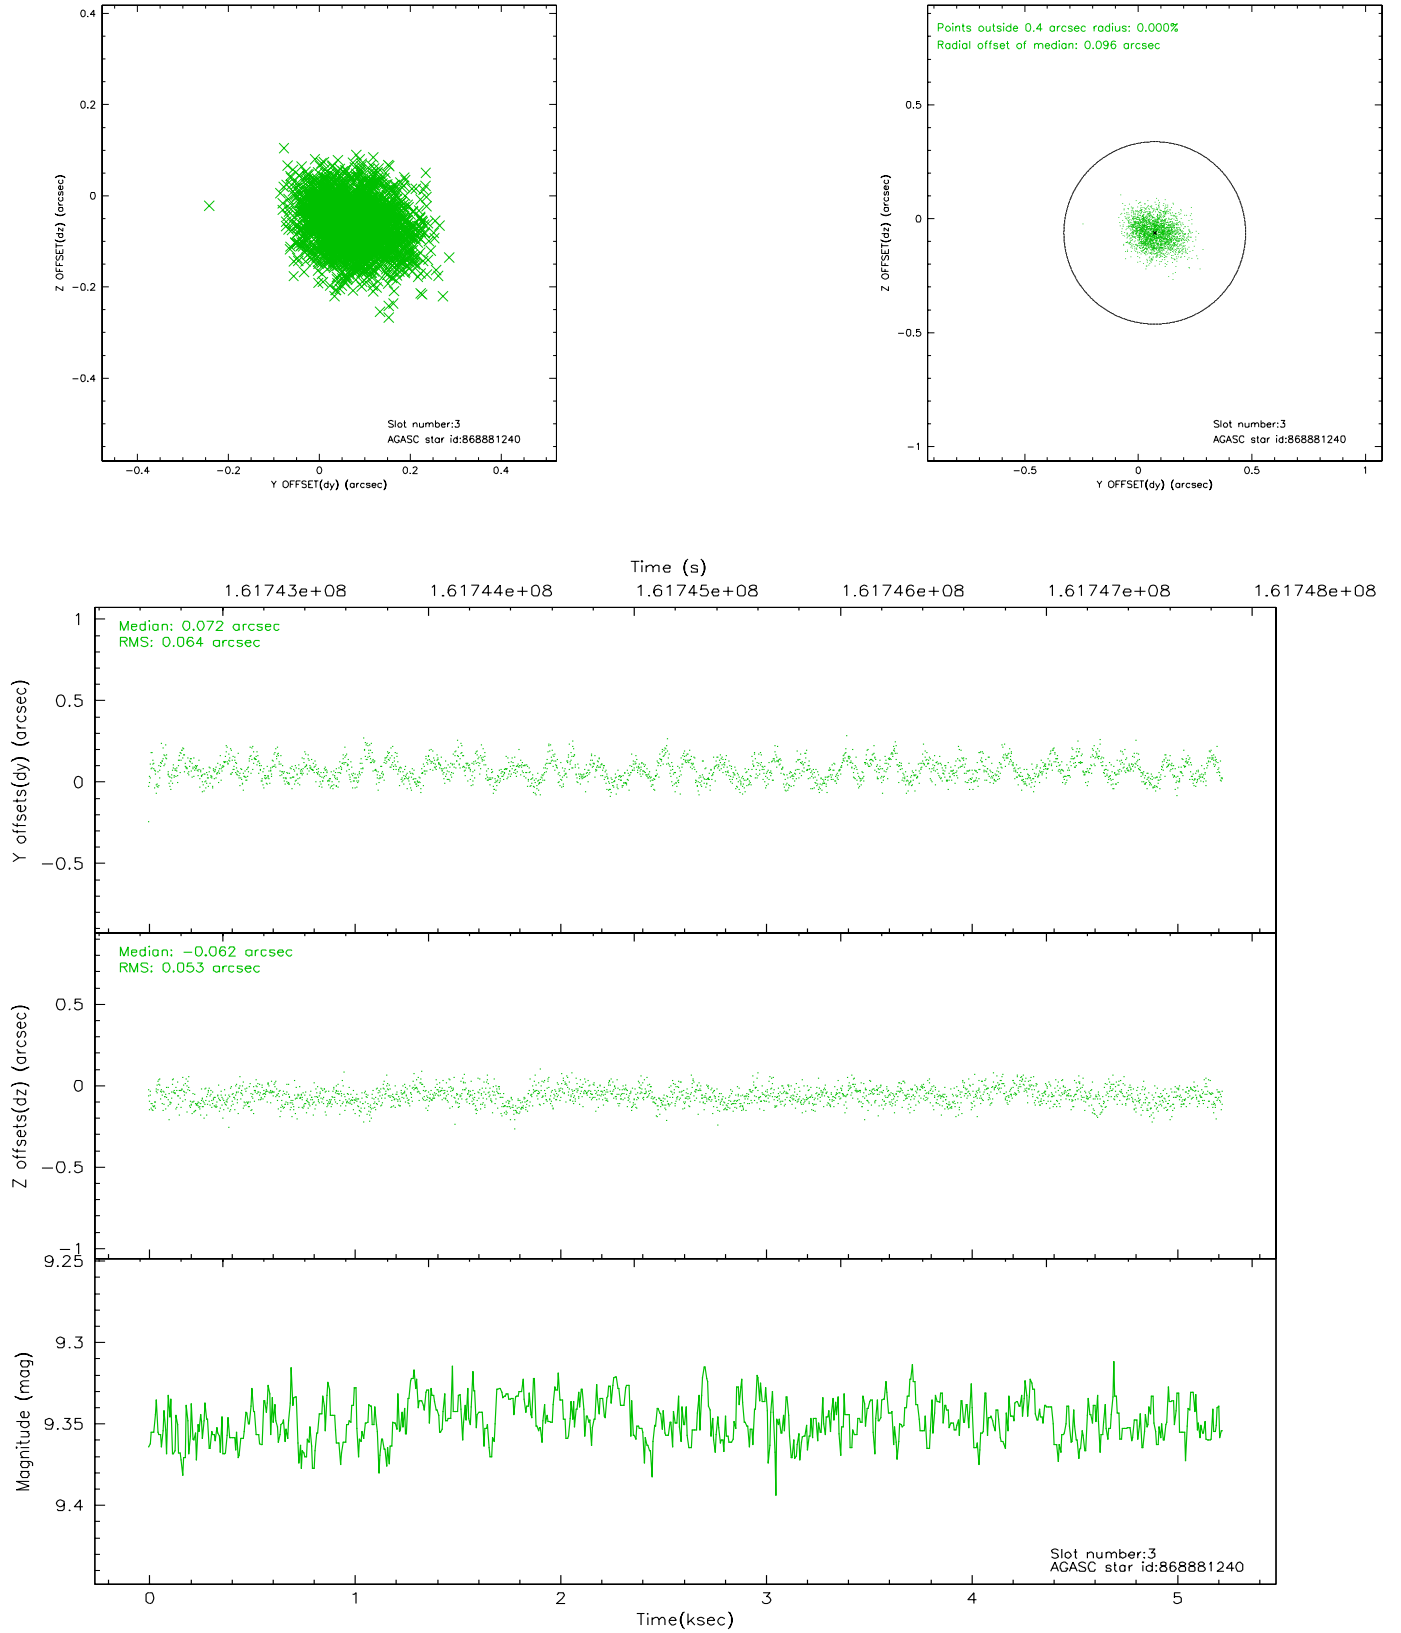 0.4
0.2
0
−0.2
−0.4
Z OFFSET(dz) (arcsec)
Slot number:3
AGASC star id:868881240
−0.4 −0.2 0 0.2 0.4
Y OFFSET(dy) (arcsec)
Points outside 0.4 arcsec radius: 0.000%
Radial offset of median: 0.096 arcsec
0.5
0
−0.5
−1
Z OFFSET(dz) (arcsec)
Slot number:3
AGASC star id:868881240
−0.5 0 0.5 1
Y OFFSET(dy) (arcsec)
Time (s)
1.61743e+08 1.61744e+08 1.61745e+08 1.61746e+08 1.61747e+08 1.61748e+08
Median: 0.072 arcsec
RMS: 0.064 arcsec
1
0.5
0
−0.5
Y offsets(dy) (arcsec)
Median: −0.062 arcsec
RMS: 0.053 arcsec
0.5
0
−0.5
−1
Z offsets(dz) (arcsec)
9.25
9.3
9.35
9.4
Magnitude (mag)
Slot number:3
AGASC star id:868881240
0 1 2 3 4 5
Time(ksec)